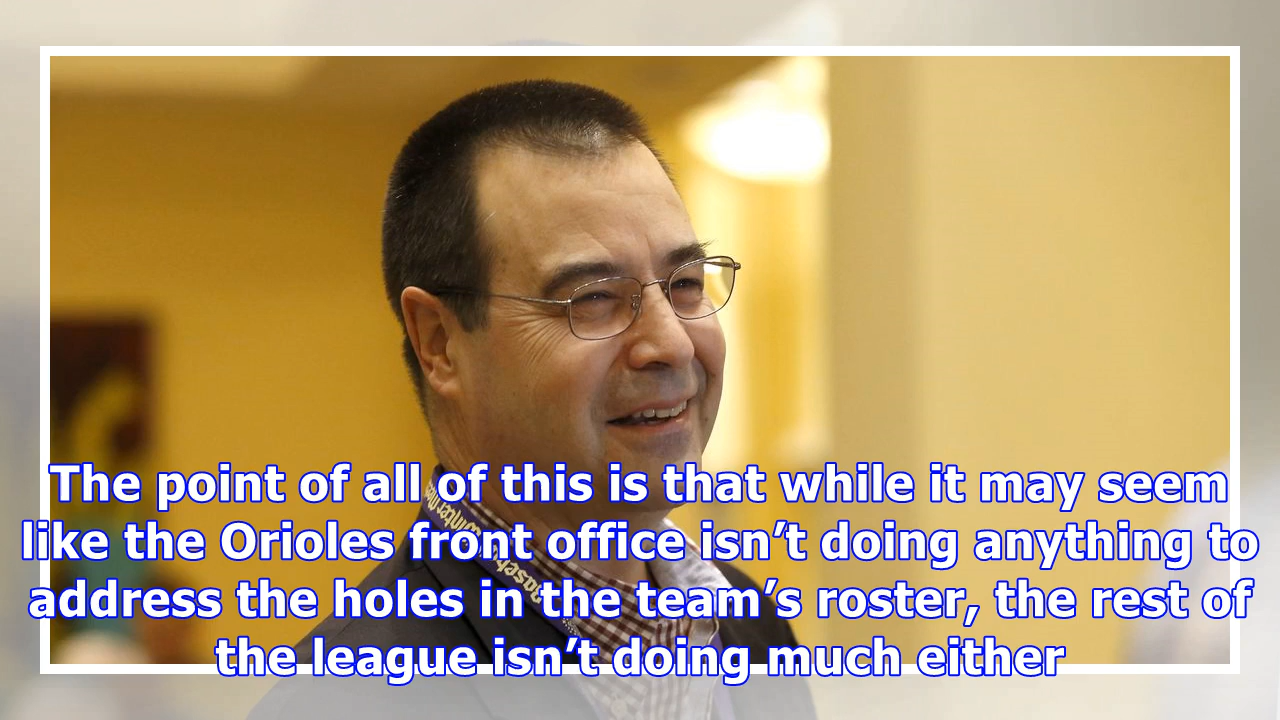 The point of all of this is that while it may seem
like the Orioles front office isn’t doing anything to
address the holes in the team’s roster, the rest of
the league isn’t doing much either